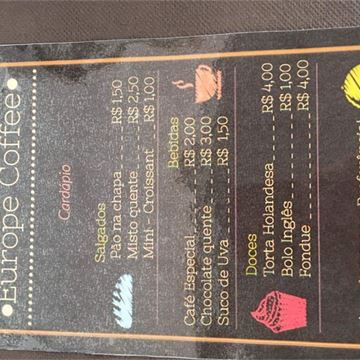 •Europe Coffee•
Cardápio
Salgados
Pão na chapa R$ 1,50
Misto quente R$ 2,50
Mini - Croissant R$ 1,00
Bebidas
Café Especial R$ 2,00
Chocolate quente R$ 3,00
Suco de Uva R$ 1,50
Doces
Torta Holandesa R$ 4,00
Bolo Inglês R$ 1,00
Fondue R$ 4,00